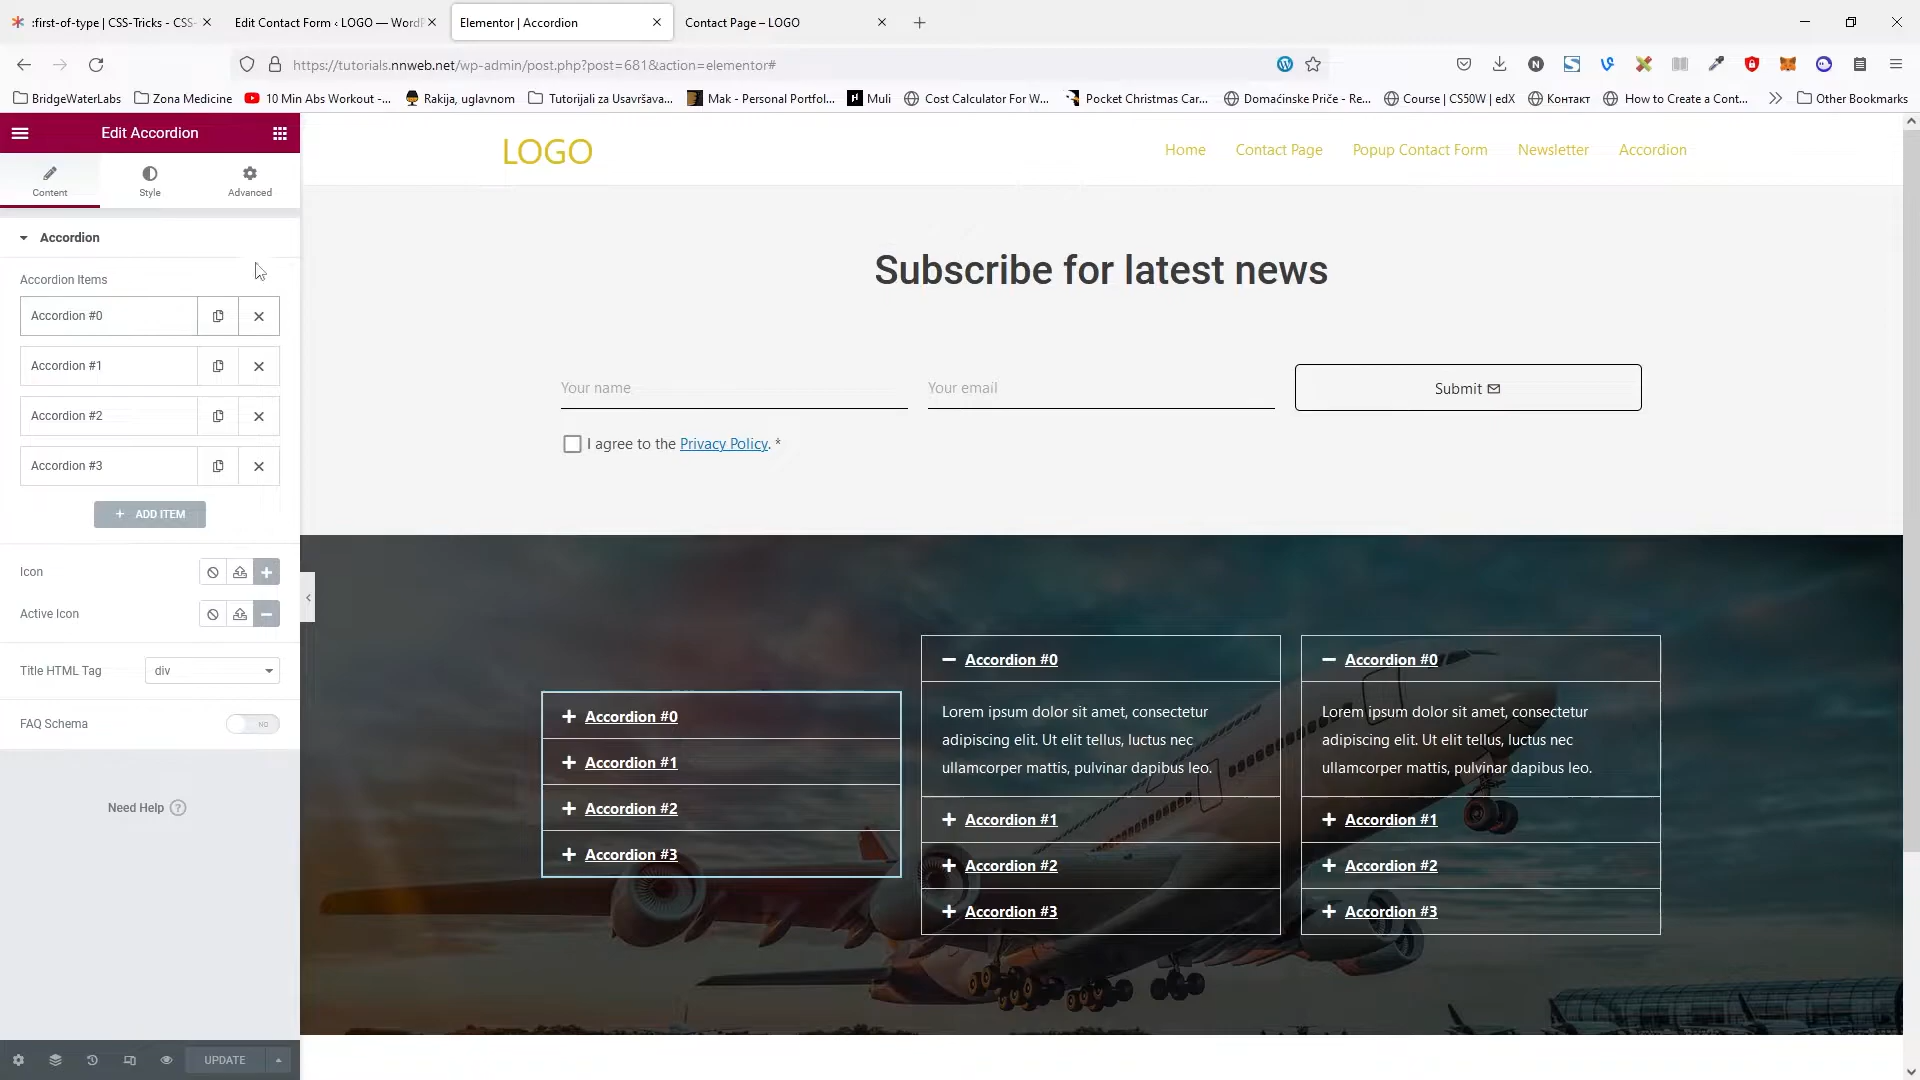 :first-of-type | CSS-Tricks - CSS-
Edit Contact Form ‹ LOGO — WordP
Elementor | Accordion
Contact Page – LOGO
https://tutorials.nnweb.net/wp-admin/post.php?post=681&action=elementor#
BridgeWaterLabs
Zona Medicine
10 Min Abs Workout -...
Rakija, uglavnom
Tutorijali za Usavršava...
Mak - Personal Portfol...
Muli
Cost Calculator For W...
Pocket Christmas Car...
Domaćinske Priče - Re...
Course | CS50W | edX
Контакт
How to Create a Cont...
Other Bookmarks
Edit Accordion
Content
Style
Advanced
Accordion
Accordion Items
Accordion #0
Accordion #1
Accordion #2
Accordion #3
ADD ITEM
Icon
Active Icon
Title HTML Tag
div
FAQ Schema
NO
Need Help ?
UPDATE
LOGO
Home
Contact Page
Popup Contact Form
Newsletter
Accordion
Subscribe for latest news
Your name
Your email
Submit
I agree to the Privacy Policy. *
Accordion #0
Accordion #1
Accordion #2
Accordion #3
Accordion #0
Lorem ipsum dolor sit amet, consectetur
adipiscing elit. Ut elit tellus, luctus nec
ullamcorper mattis, pulvinar dapibus leo.
Accordion #1
Accordion #2
Accordion #3
Accordion #0
Lorem ipsum dolor sit amet, consectetur
adipiscing elit. Ut elit tellus, luctus nec
ullamcorper mattis, pulvinar dapibus leo.
Accordion #1
Accordion #2
Accordion #3